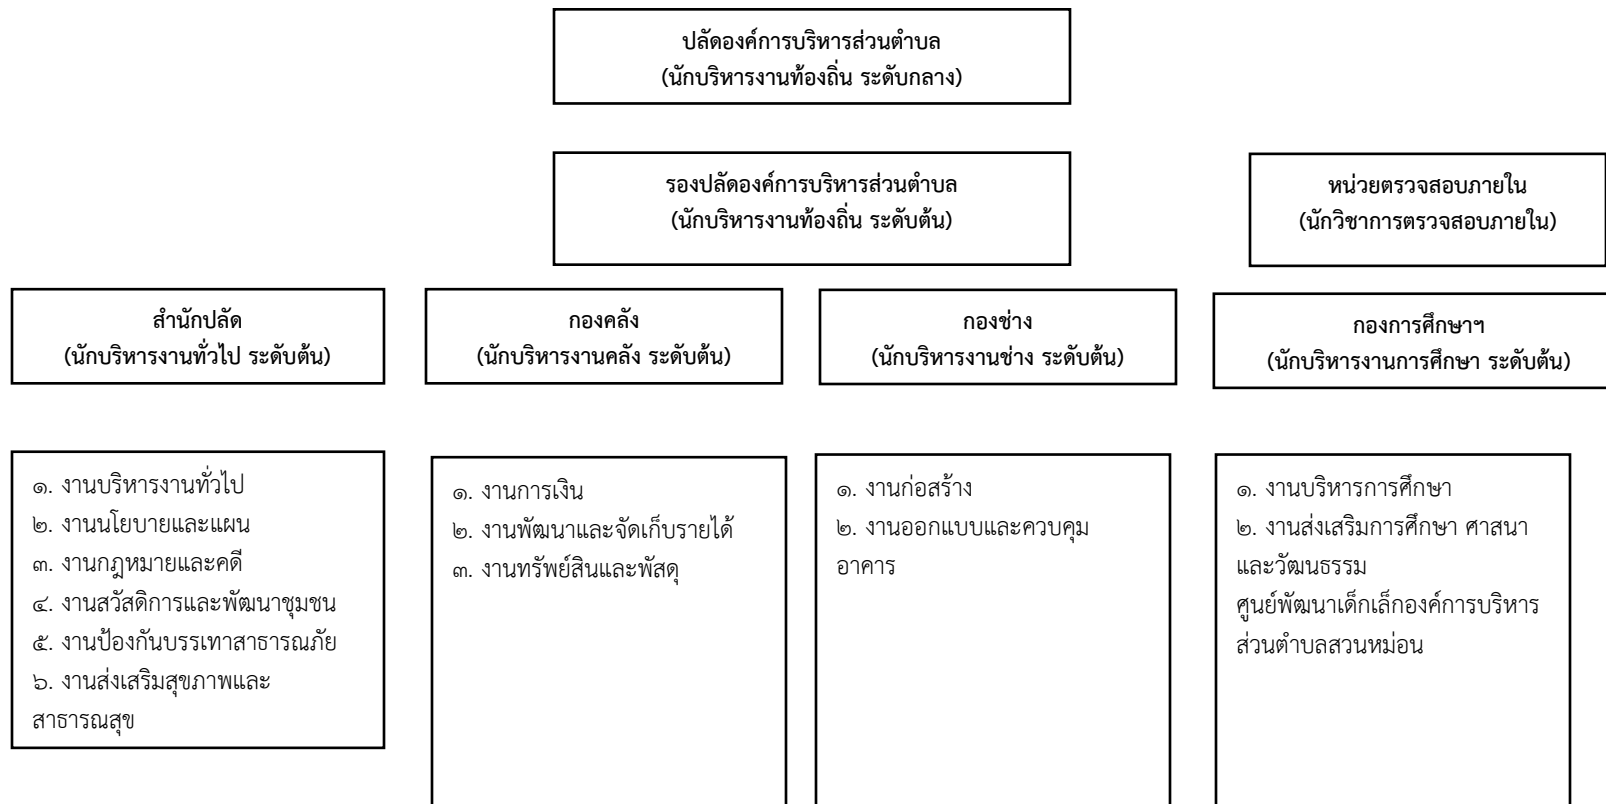 ปลัดองค์การบริหารส่วนตำบล
(นักบริหารงานท้องถิ่น ระดับกลาง)
รองปลัดองค์การบริหารส่วนตำบล
(นักบริหารงานท้องถิ่น ระดับต้น)
หน่วยตรวจสอบภายใน
(นักวิชาการตรวจสอบภายใน)
สำนักปลัด
(นักบริหารงานทั่วไป ระดับต้น)
กองคลัง
(นักบริหารงานคลัง ระดับต้น)
กองช่าง
(นักบริหารงานช่าง ระดับต้น)
กองการศึกษาฯ
(นักบริหารงานการศึกษา ระดับต้น)
๑. งานบริหารงานทั่วไป
๒. งานนโยบายและแผน
๓. งานกฎหมายและคดี
๔. งานสวัสดิการและพัฒนาชุมชน
๕. งานป้องกันบรรเทาสาธารณภัย
๖. งานส่งเสริมสุขภาพและ
สาธารณสุข
๑. งานการเงิน
๒. งานพัฒนาและจัดเก็บรายได้
๓. งานทรัพย์สินและพัสดุ
๑. งานก่อสร้าง
๒. งานออกแบบและควบคุม
อาคาร
๑. งานบริหารการศึกษา
๒. งานส่งเสริมการศึกษา ศาสนา
และวัฒนธรรม
ศูนย์พัฒนาเด็กเล็กองค์การบริหาร
ส่วนตำบลสวนหม่อน